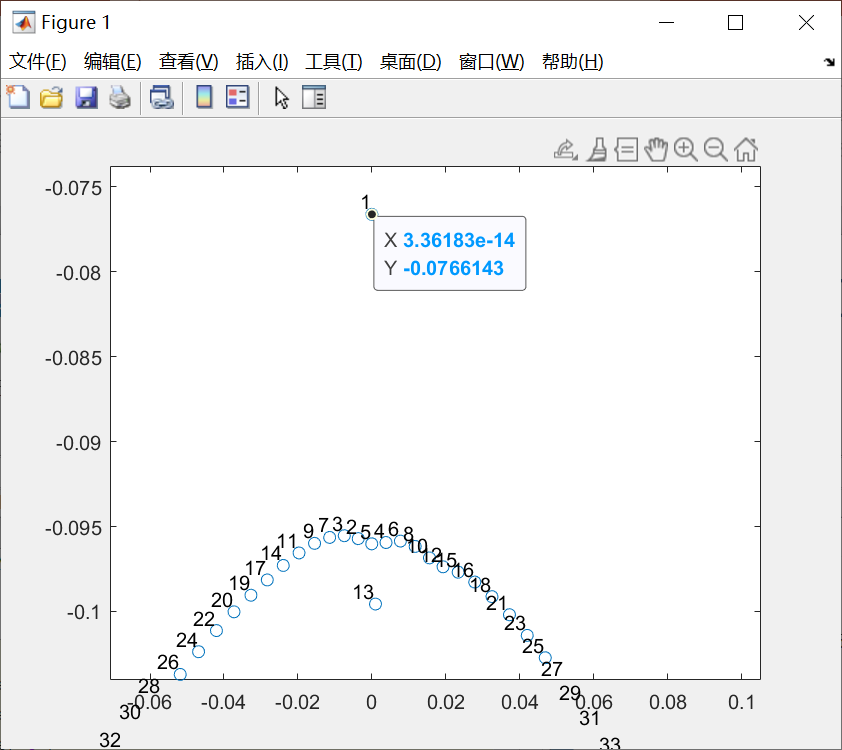 Figure 1
文件(F) 编辑(E) 查看(V) 插入(I) 工具(T) 桌面(D) 窗口(W) 帮助(H)
-0.075
1
X 3.36183e-14
-0.08
Y -0.0766143
-0.085
-0.09
-0.095
9 7 3 2 5 4 6 8
17 14 11 10 12 15 16
19 13 18
20 21
-0.1
22 23
24 25
26 27
28 29
-0.06 -0.04 -0.02 0 0.02 0.04 0.06 0.08 0.1
30 31
32 33